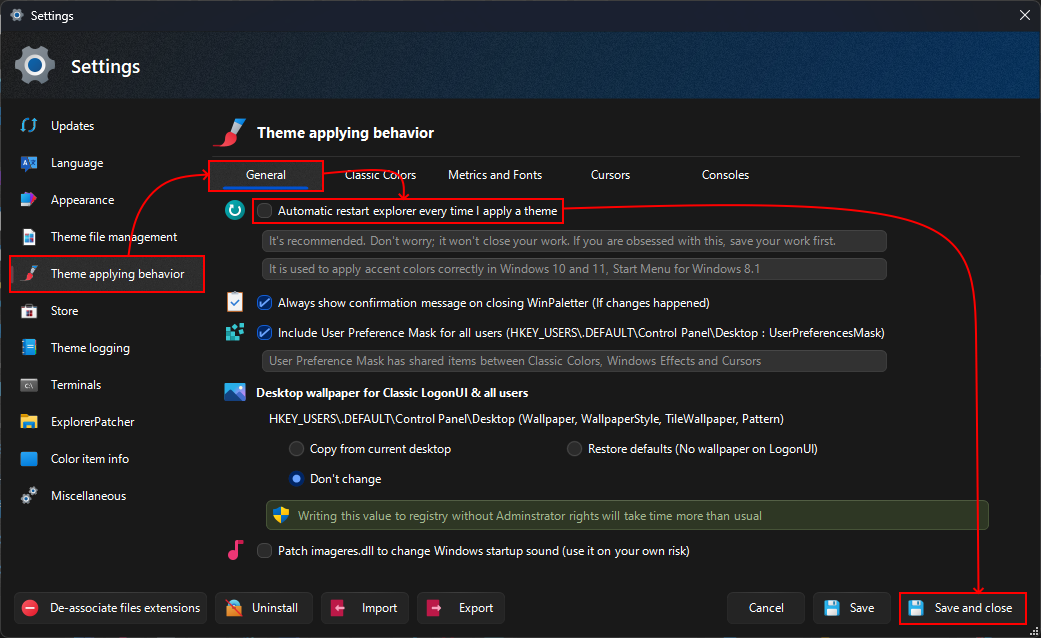 Settings
Settings
Updates
Language
Appearance
Theme file management
Theme applying behavior
Store
Theme logging
Terminals
ExplorerPatcher
Color item info
Miscellaneous
Theme applying behavior
General Classic Colors Metrics and Fonts Cursors Consoles
Automatic restart explorer every time I apply a theme
It's recommended. Don't worry; it won't close your work. If you are obsessed with this, save your work first.
It is used to apply accent colors correctly in Windows 10 and 11, Start Menu for Windows 8.1
Always show confirmation message on closing WinPaletter (If changes happened)
Include User Preference Mask for all users (HKEY_USERS\.DEFAULT\Control Panel\Desktop : UserPreferencesMask)
User Preference Mask has shared items between Classic Colors, Windows Effects and Cursors
Desktop wallpaper for Classic LogonUI & all users
HKEY_USERS\.DEFAULT\Control Panel\Desktop (Wallpaper, WallpaperStyle, TileWallpaper, Pattern)
Copy from current desktop Restore defaults (No wallpaper on LogonUI)
Don't change
Writing this value to registry without Adminstrator rights will take time more than usual
Patch imageres.dll to change Windows startup sound (use it on your own risk)
De-associate files extensions Uninstall Import Export Cancel Save Save and close